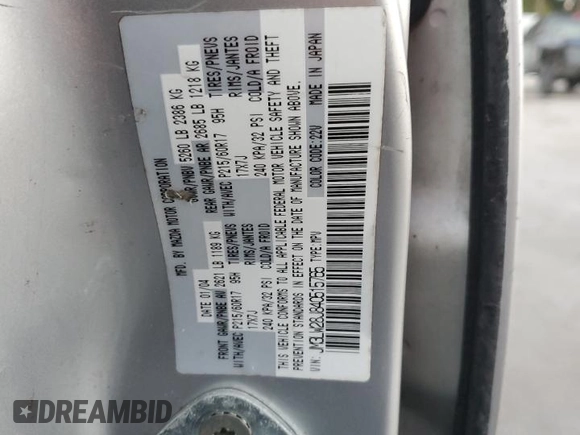 MFD. BY MAZDA MOTOR CORPORATION
DATE: 01/04 GVWR/PNBV 5260 LB 2386 KG
FRONT GAWR/PNBE AV 2621 LB 1189 KG REAR GAWR/PNBE AR 2685 LB 1218 KG
WITH/AVEC TIRES/PNEUS WITH/AVEC TIRES/PNEUS
P215/60R17 95H RIMS/JANTES P215/60R17 95H RIMS/JANTES
17X7J COLD/A FROID 17X7J COLD/A FROID
240 KPA/32 PSI 240 KPA/32 PSI
THIS VEHICLE CONFORMS TO ALL APPLICABLE FEDERAL MOTOR VEHICLE SAFETY AND THEFT
PREVENTION STANDARDS IN EFFECT ON THE DATE OF MANUFACTURE SHOWN ABOVE.
VIN: JM3LW28J840515765 TYPE:MPV COLOR CODE:22V MADE IN JAPAN
DREAMBID